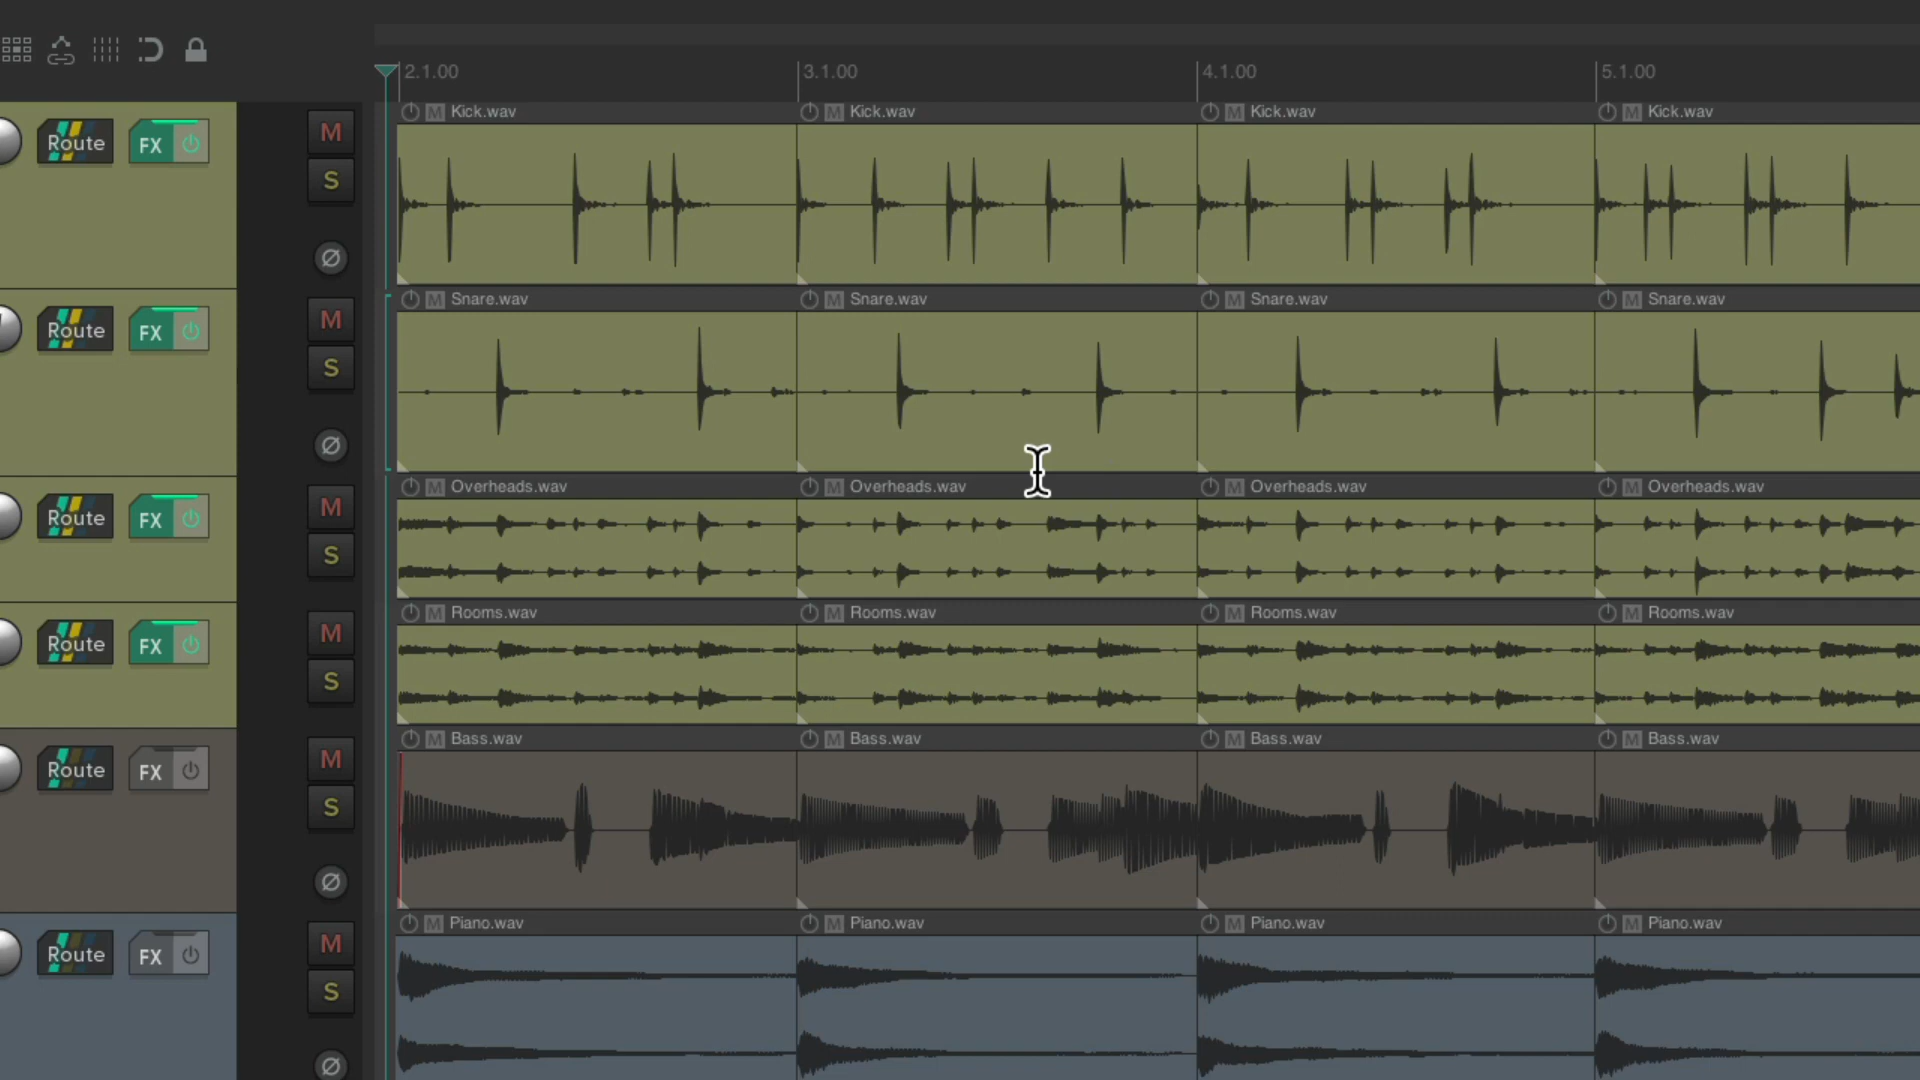 2.1.00 3.1.00 4.1.00 5.1.00
M Kick.wav M Kick.wav M Kick.wav M Kick.wav
Route FX M
S
M Snare.wav M Snare.wav M Snare.wav M Snare.wav
Route FX M
S
M Overheads.wav M Overheads.wav M Overheads.wav M Overheads.wav
Route FX M
S
M Rooms.wav M Rooms.wav M Rooms.wav M Rooms.wav
Route FX M
S
M Bass.wav M Bass.wav M Bass.wav M Bass.wav
Route FX M
S
M Piano.wav M Piano.wav M Piano.wav M Piano.wav
Route FX M
S